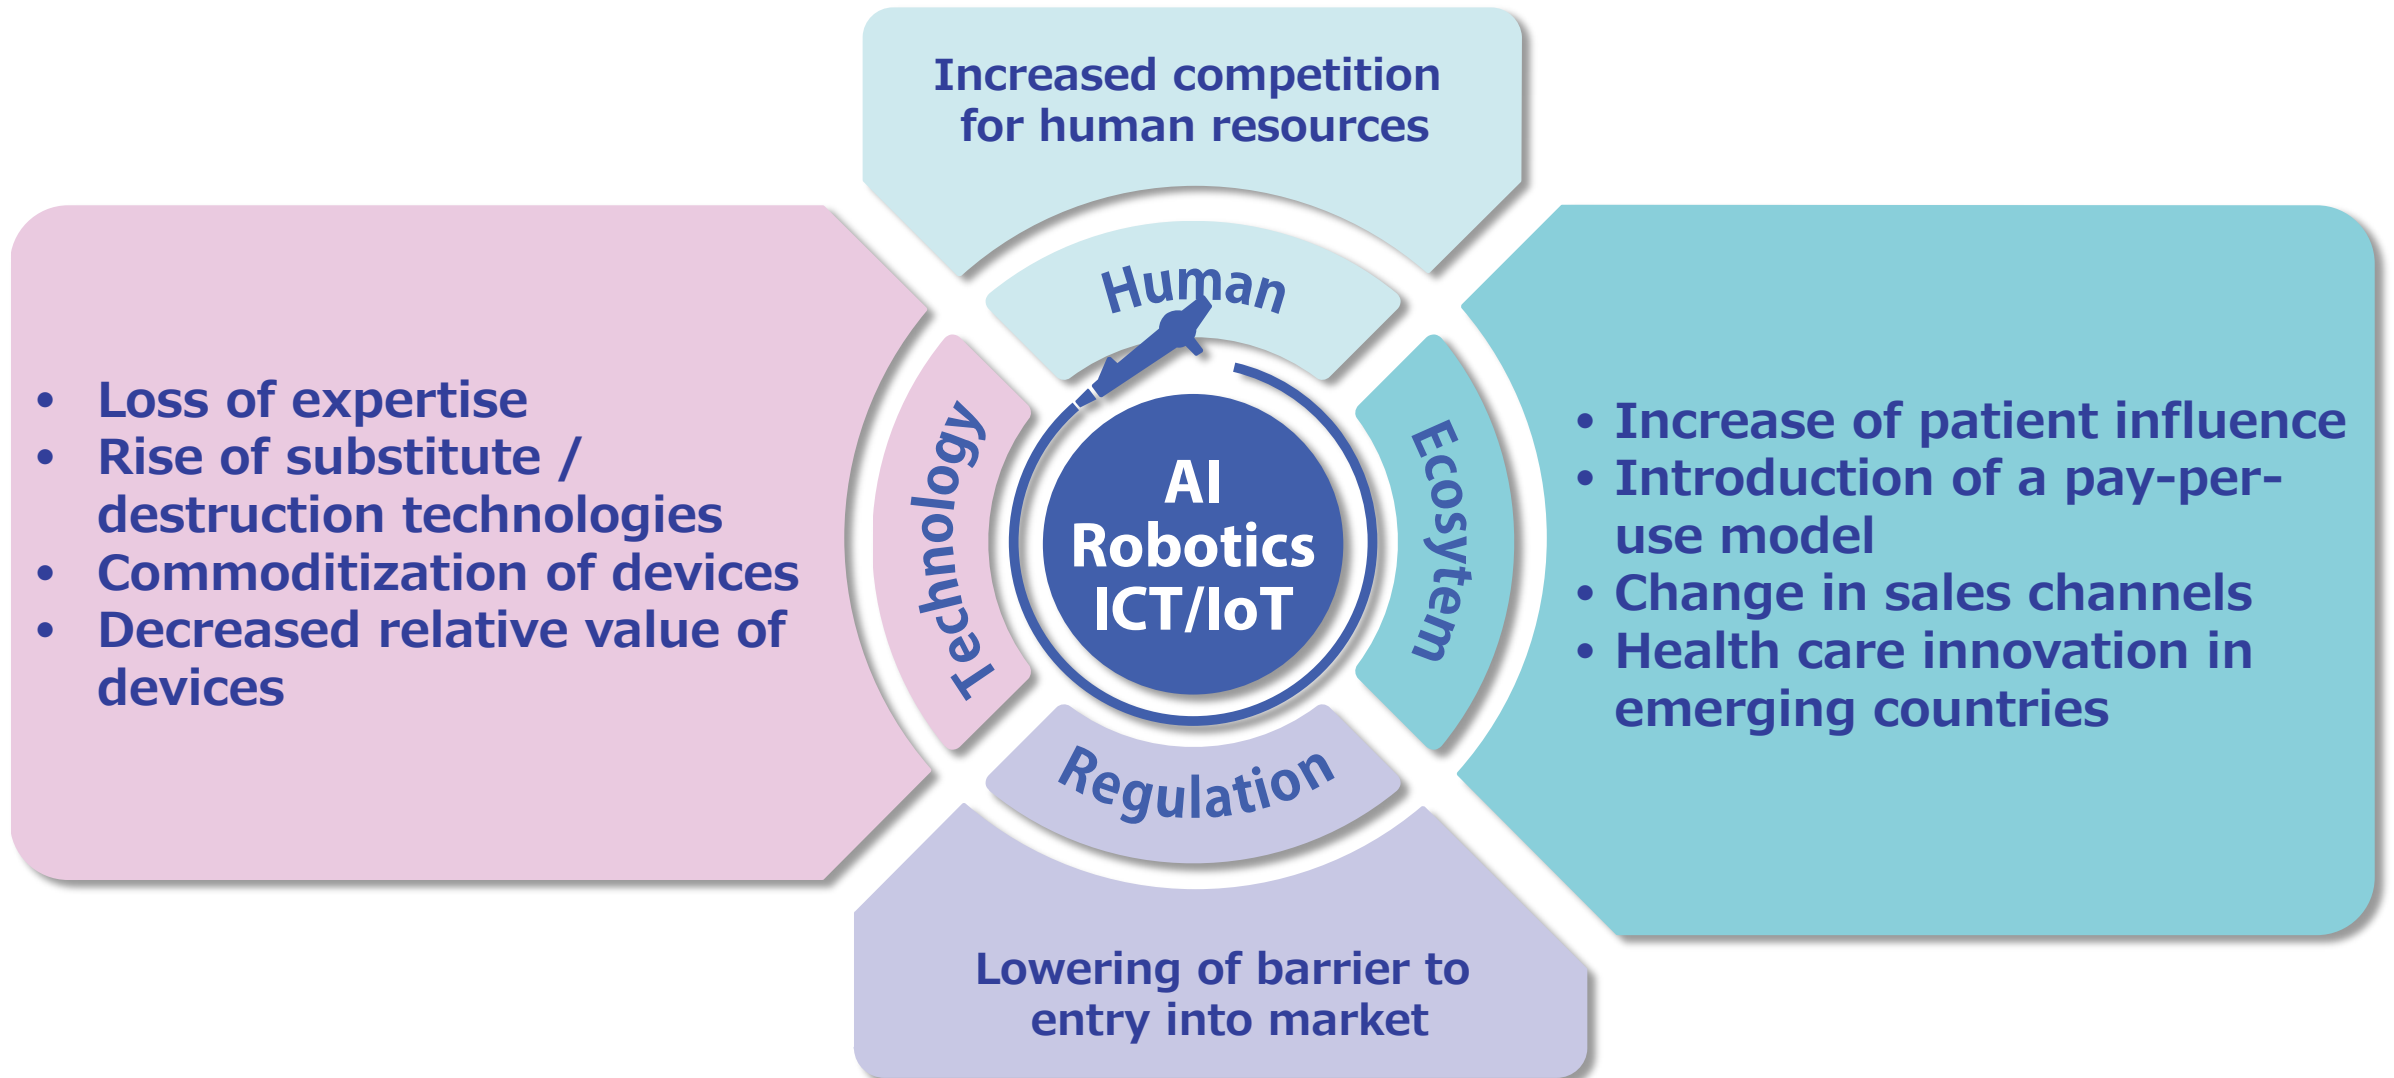 Increased competition
for human resources
Human
• Loss of expertise
• Rise of substitute /
destruction technologies
• Commoditization of devices
• Decreased relative value of
devices
Technology
AI
Robotics
ICT/IoT
Ecosytem
• Increase of patient influence
• Introduction of a pay-per-
use model
• Change in sales channels
• Health care innovation in
emerging countries
Regulation
Lowering of barrier to
entry into market